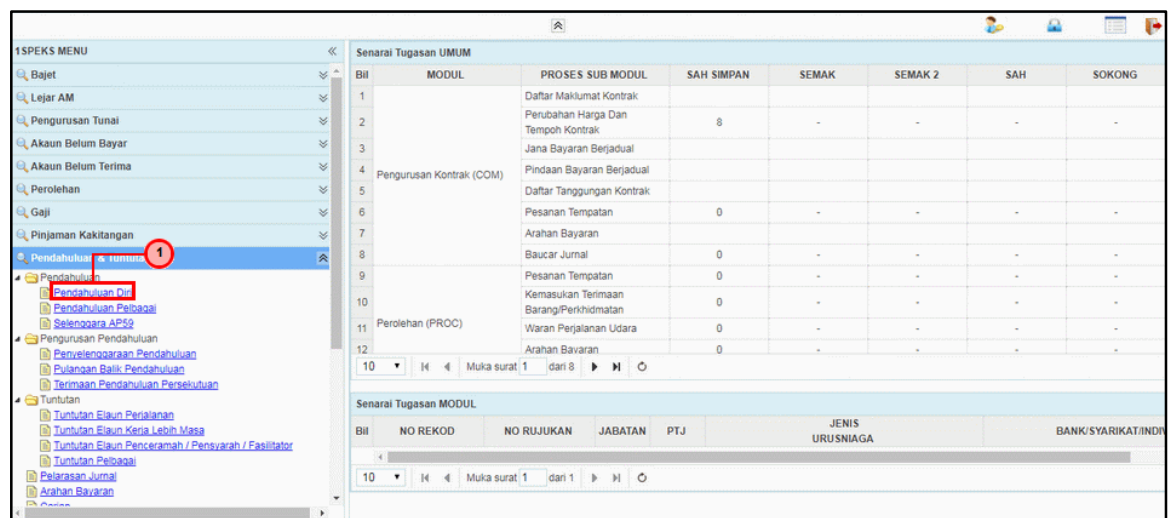 1SPEKS MENU
Bajet
Lejar AM
Pengurusan Tunai
Akaun Belum Bayar
Akaun Belum Terima
Perolehan
Gaji
Pinjaman Kakitangan
Pendahuluan & Tuntutan
1
Pendahuluan
Pendahuluan Diri
Pendahuluan Pelbagai
Selenggara AP59
Pengurusan Pendahuluan
Penyelenggaraan Pendahuluan
Pulangan Balik Pendahuluan
Terimaan Pendahuluan Persekutuan
Tuntutan
Tuntutan Elaun Perjalanan
Tuntutan Elaun Kerja Lebih Masa
Tuntutan Elaun Penceramah / Pensyarah / Fasilitator
Tuntutan Pelbagai
Pelarasan Jurnal
Arahan Bayaran
Senarai Tugasan UMUM
Bil MODUL PROSES SUB MODUL SAH SIMPAN SEMAK SEMAK 2 SAH SOKONG
1 Daftar Maklumat Kontrak
2 Perubahan Harga Dan Tempoh Kontrak 8 - - - -
3 Jana Bayaran Berjadual
4 Pengurusan Kontrak (COM) Pindaan Bayaran Berjadual
5 Daftar Tanggungan Kontrak
6 Pesanan Tempatan 0 - - - -
7 Arahan Bayaran
8 Baucar Jurnal 0 - - - -
9 Pesanan Tempatan 0 - - - -
10 Kemasukan Terimaan Barang/Perkhidmatan 0 - - - -
11 Perolehan (PROC) Waran Perjalanan Udara 0 - - - -
12 Arahan Bayaran 0 - - - -
10 Muka surat 1 dari 8
Senarai Tugasan MODUL
Bil NO REKOD NO RUJUKAN JABATAN PTJ JENIS URUSNIAGA BANK/SYARIKAT/INDIV
10 Muka surat 1 dari 1